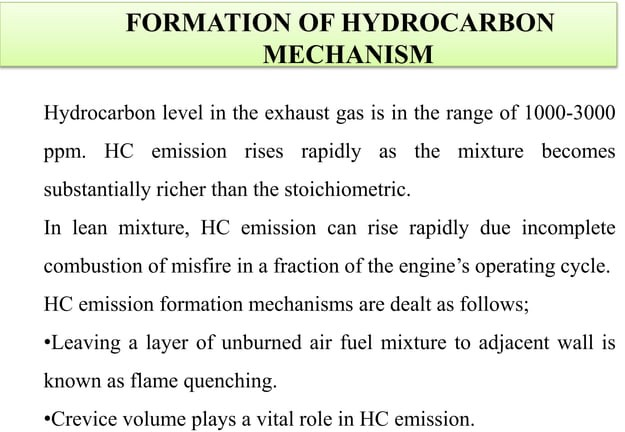 FORMATION OF HYDROCARBON
MECHANISM
Hydrocarbon level in the exhaust gas is in the range of 1000-3000
ppm. HC emission rises rapidly as the mixture becomes
substantially richer than the stoichiometric.
In lean mixture, HC emission can rise rapidly due incomplete
combustion of misfire in a fraction of the engine’s operating cycle.
HC emission formation mechanisms are dealt as follows;
•Leaving a layer of unburned air fuel mixture to adjacent wall is
known as flame quenching.
•Crevice volume plays a vital role in HC emission.